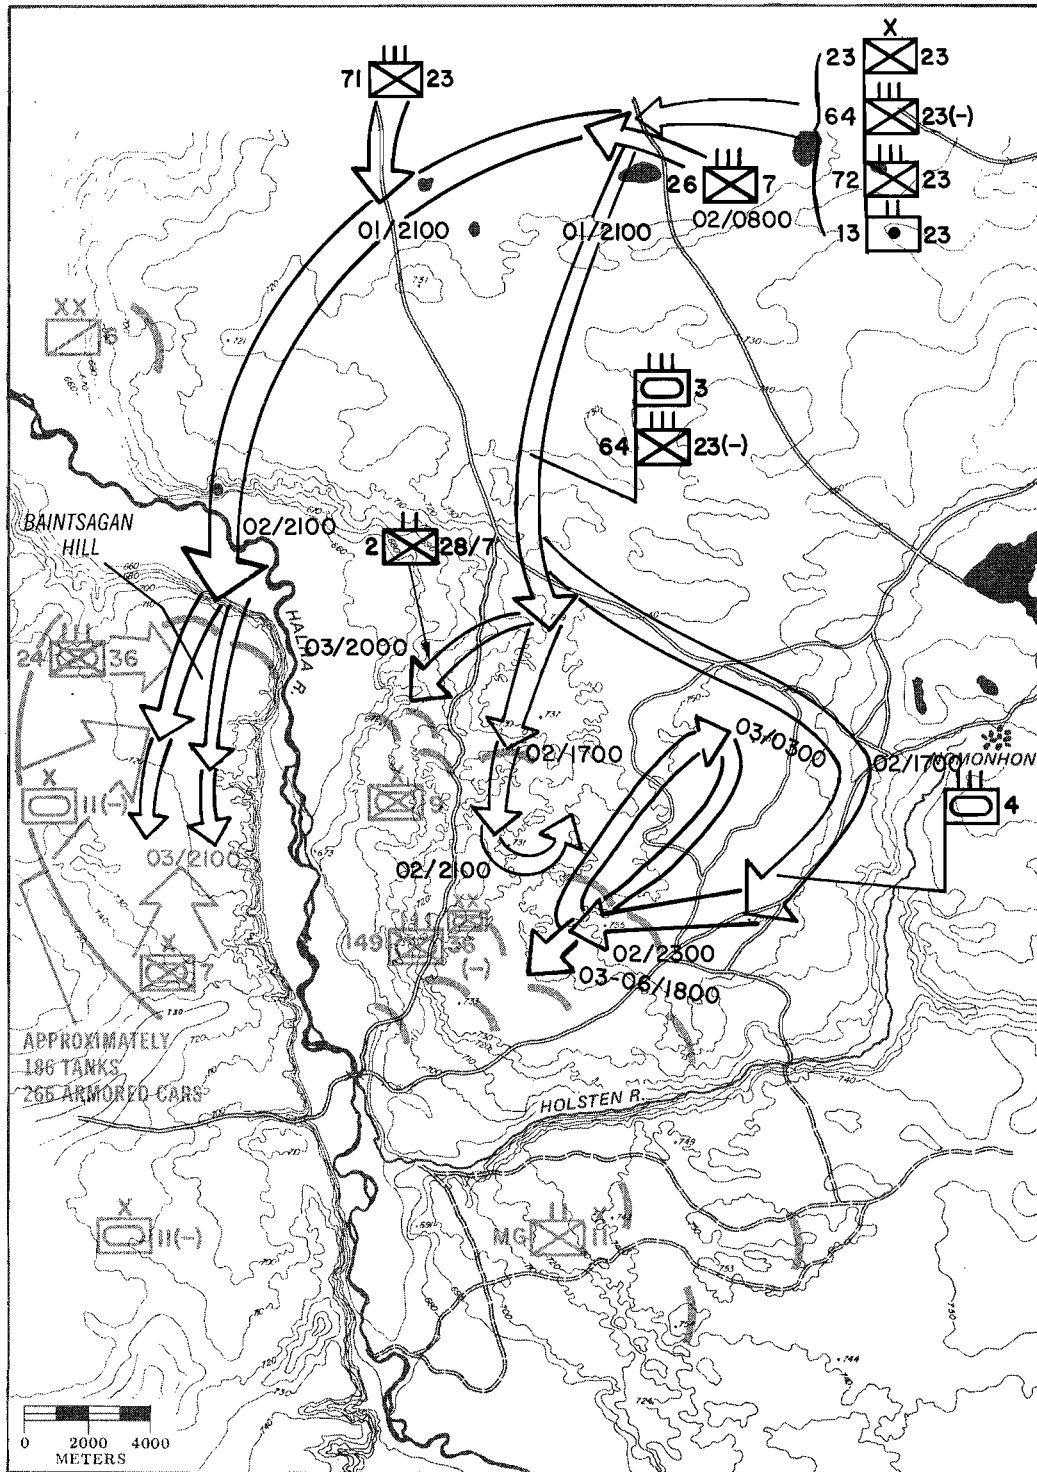 X
23 23
71 23
64 23(-)
72 23
26 7
02/0800
13 23
01/2100
01/2100
XX
3
64 23(-)
BAINTSAGAN
HILL
02/2100
2 28/7
HALHA R.
03/2000
24 36
X
11(-)
X
9
02/1700
03/0300
02/1700
NOMONHON
4
02/2100
03/2100
XX
149 36
(-)
02/2300
03-06/1800
X
7
APPROXIMATELY
186 TANKS
266 ARMORED CARS
HOLSTEN R.
X
11(-)
MG X
11
0 2000 4000
METERS